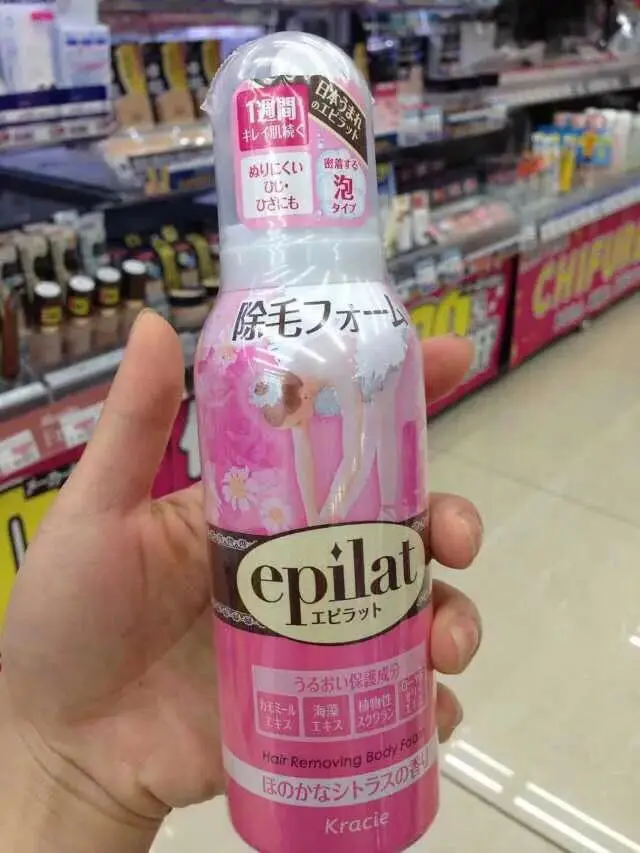 1週間
キレイ肌続く
日本うまれ
のエピラット
ぬりにくい
ひじ・
ひざにも
密着する
泡
タイプ
除毛フォーム
epilat
エピラット
うるおい保護成分
カモミール
エキス
海藻
エキス
植物性
スクワラン
Hair Removing Body Foam
ほのかなシトラスの香り
Kracie
CHIFU